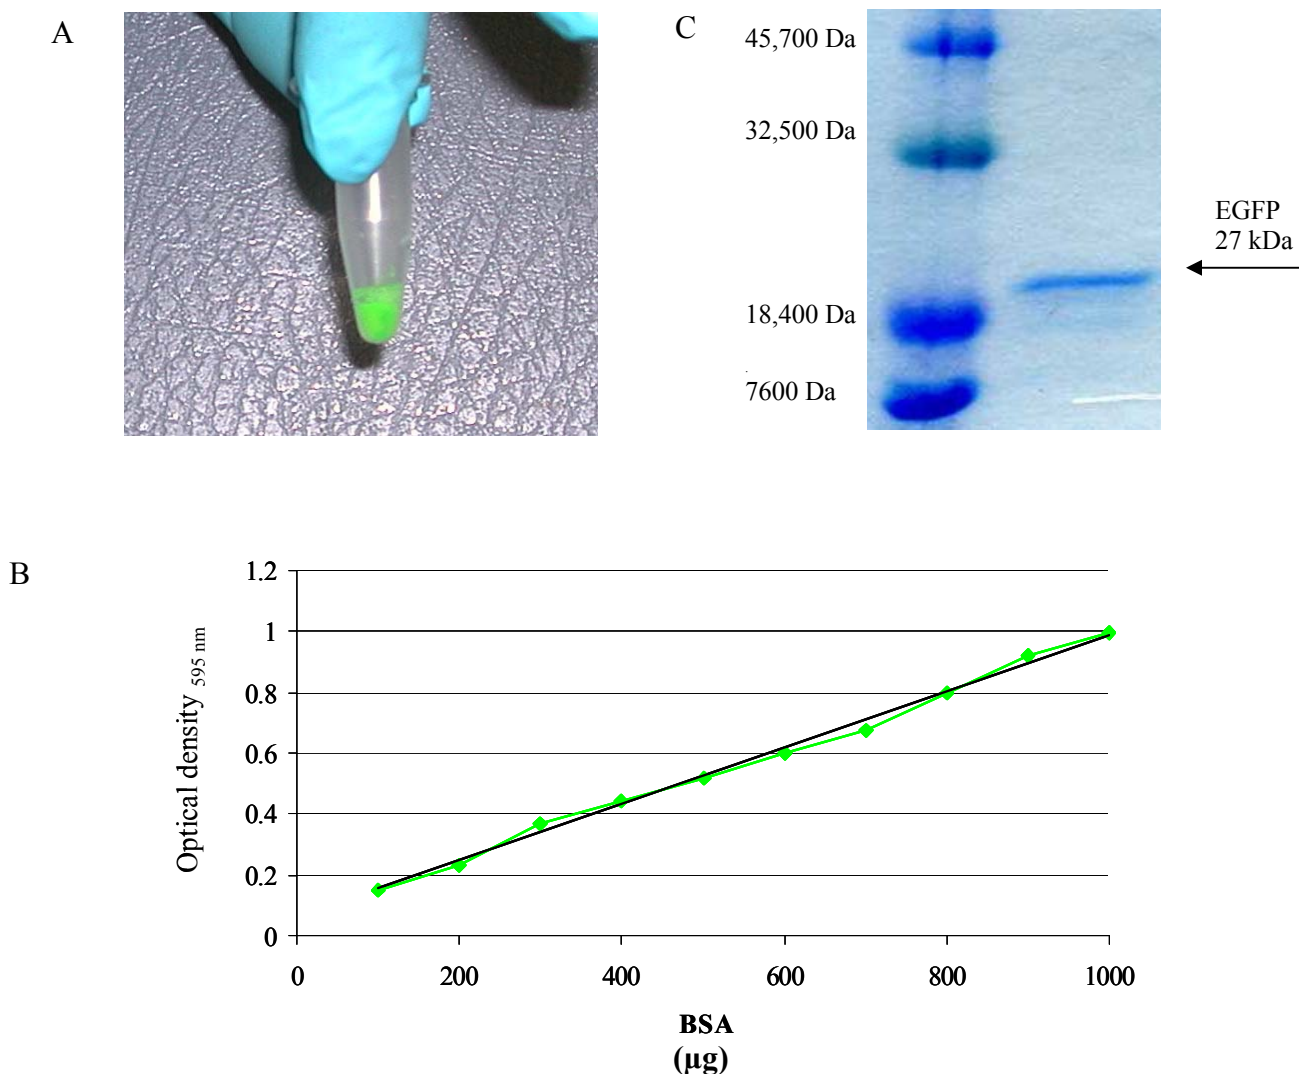 A
C
45,700 Da
32,500 Da
EGFP
27 kDa
18,400 Da
7600 Da
B
1.2
1
0.8
0.6
0.4
0.2
0
Optical density 595 nm
0 200 400 600 800 1000
BSA
(µg)